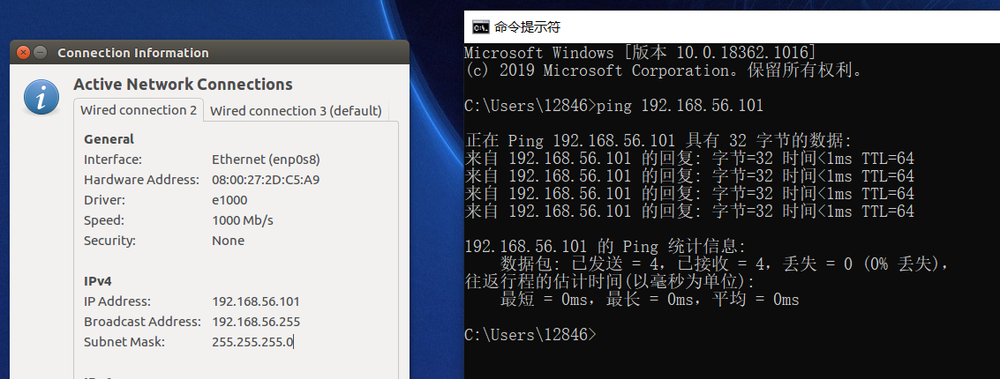 Connection Information
Active Network Connections
Wired connection 2
Wired connection 3 (default)
General
Interface: Ethernet (enp0s8)
Hardware Address: 08:00:27:2D:C5:A9
Driver: e1000
Speed: 1000 Mb/s
Security: None
IPv4
IP Address: 192.168.56.101
Broadcast Address: 192.168.56.255
Subnet Mask: 255.255.255.0
命令提示符
Microsoft Windows [版本 10.0.18362.1016]
(c) 2019 Microsoft Corporation。保留所有权利。
C:\Users\12846>ping 192.168.56.101
正在 Ping 192.168.56.101 具有 32 字节的数据:
来自 192.168.56.101 的回复: 字节=32 时间<1ms TTL=64
来自 192.168.56.101 的回复: 字节=32 时间<1ms TTL=64
来自 192.168.56.101 的回复: 字节=32 时间<1ms TTL=64
来自 192.168.56.101 的回复: 字节=32 时间<1ms TTL=64
192.168.56.101 的 Ping 统计信息:
数据包: 已发送 = 4，已接收 = 4，丢失 = 0 (0% 丢失)，
往返行程的估计时间(以毫秒为单位):
最短 = 0ms，最长 = 0ms，平均 = 0ms
C:\Users\12846>